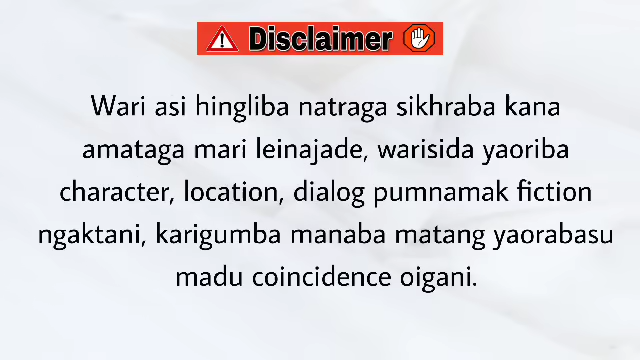 Disclaimer
Wari asi hingliba natraga sikhraba kana
amataga mari leinajade, warisida yaoriba
character, location, dialog pumnamak fiction
ngaktani, karigumba manaba matang yaorabasu
madu coincidence oigani.